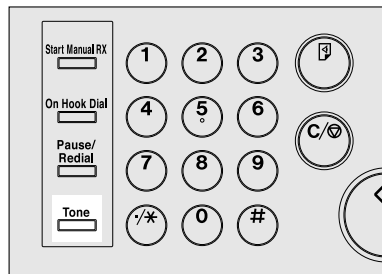 Start Manual RX
On Hook Dial
Pause/
Redial
Tone
1 2 3
4 5 6
7 8 9
·/* 0 #
C/